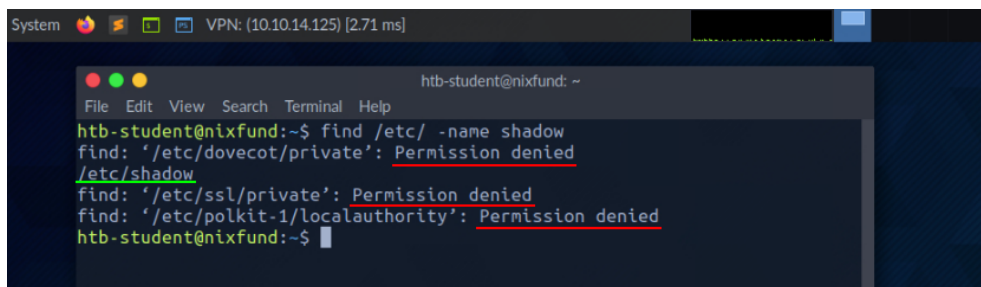 System VPN: (10.10.14.125) [2.71 ms]
htb-student@nixfund: ~
File Edit View Search Terminal Help
htb-student@nixfund:~$ find /etc/ -name shadow
find: ‘/etc/dovecot/private’: Permission denied
/etc/shadow
find: ‘/etc/ssl/private’: Permission denied
find: ‘/etc/polkit-1/localauthority’: Permission denied
htb-student@nixfund:~$